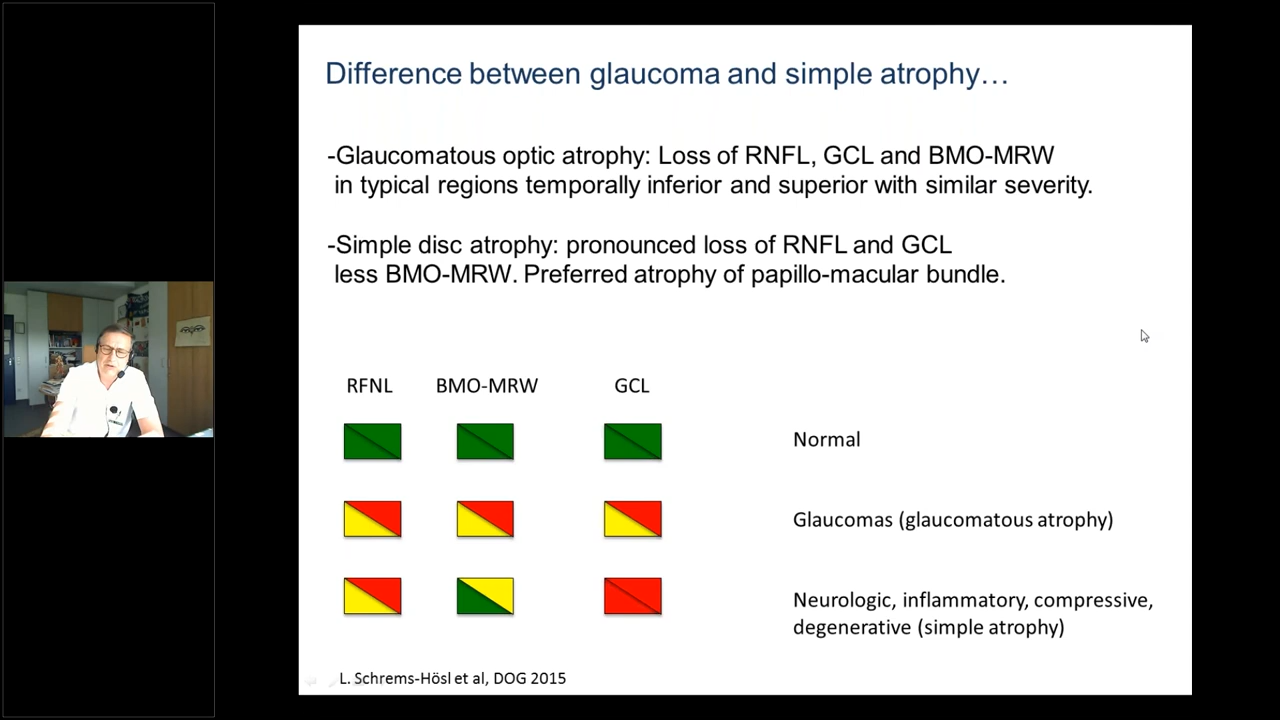 Difference between glaucoma and simple atrophy…
-Glaucomatous optic atrophy: Loss of RNFL, GCL and BMO-MRW
in typical regions temporally inferior and superior with similar severity.
-Simple disc atrophy: pronounced loss of RNFL and GCL
less BMO-MRW. Preferred atrophy of papillo-macular bundle.
RFNL BMO-MRW GCL
Normal
Glaucomas (glaucomatous atrophy)
Neurologic, inflammatory, compressive,
degenerative (simple atrophy)
L. Schrems-Hösl et al, DOG 2015